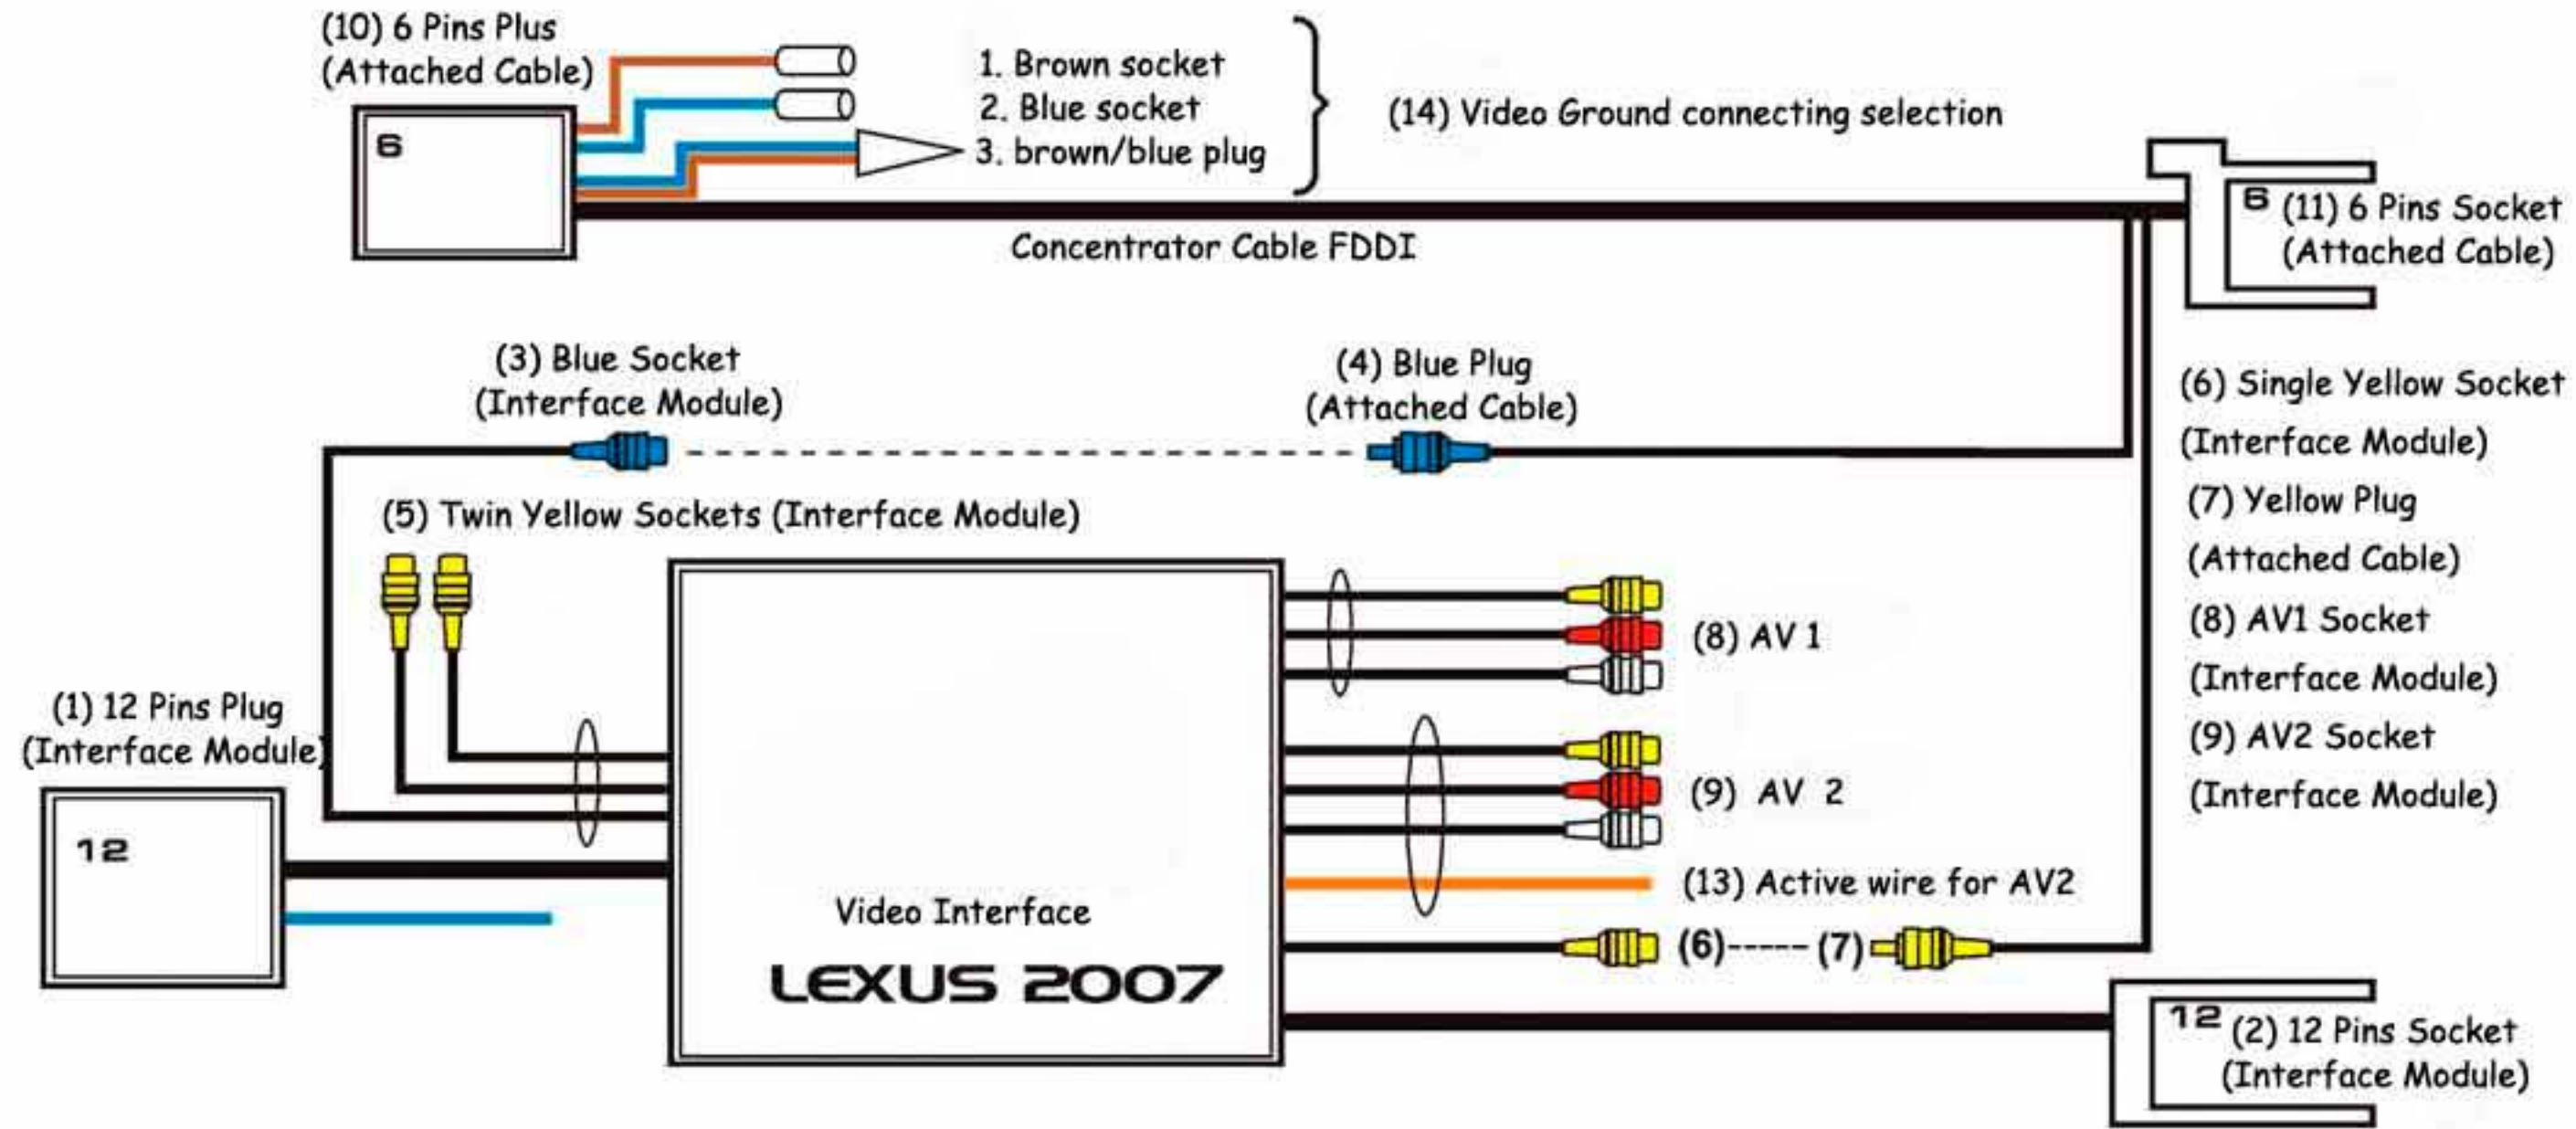 (10) 6 Pins Plus
(Attached Cable)
6
1. Brown socket
2. Blue socket
3. brown/blue plug
(14) Video Ground connecting selection
6
(11) 6 Pins Socket
(Attached Cable)
Concentrator Cable FDDI
(3) Blue Socket
(Interface Module)
(4) Blue Plug
(Attached Cable)
(5) Twin Yellow Sockets (Interface Module)
(6) Single Yellow Socket
(Interface Module)
(7) Yellow Plug
(Attached Cable)
(8) AV1 Socket
(Interface Module)
(9) AV2 Socket
(Interface Module)
(1) 12 Pins Plug
(Interface Module)
12
(8) AV 1
(9) AV 2
(13) Active wire for AV2
(6)-----(7)
Video Interface
LEXUS 2007
12
(2) 12 Pins Socket
(Interface Module)